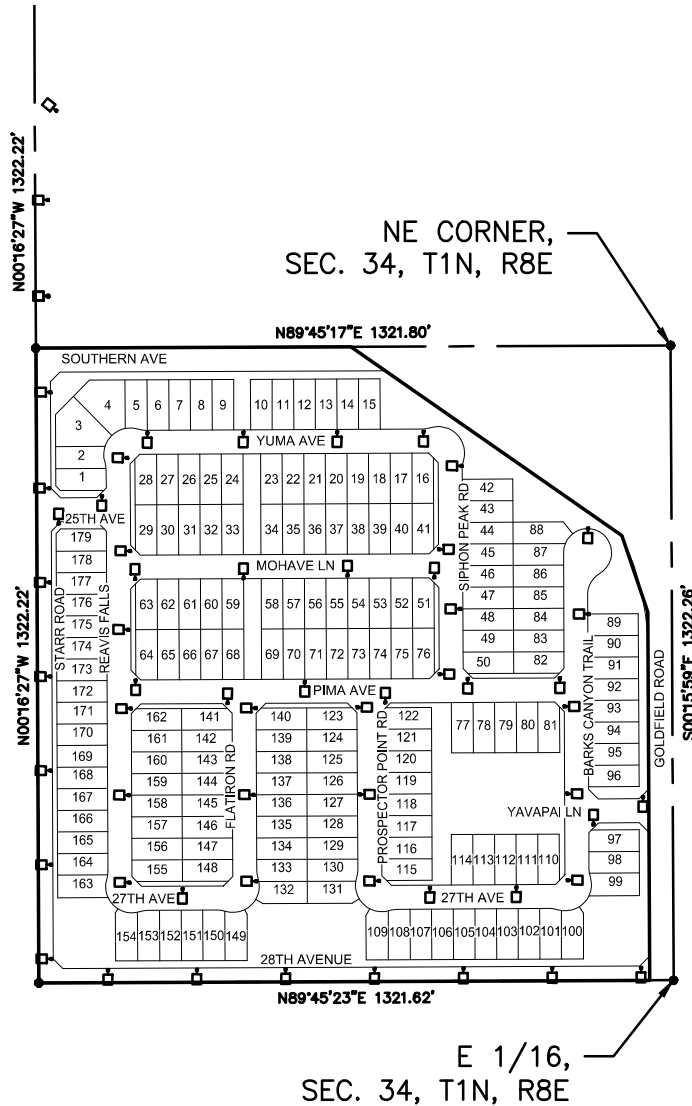 N00°16'27"W 1322.22'
NE CORNER,
SEC. 34, T1N, R8E
N89°45'17"E 1321.80'
SOUTHERN AVE
4 5 6 7 8 9 10 11 12 13 14 15
3
2
1
YUMA AVE
28 27 26 25 24 23 22 21 20 19 18 17 16
29 30 31 32 33 34 35 36 37 38 39 40 41
25TH AVE
MOHAVE LN
63 62 61 60 59 58 57 56 55 54 53 52 51
64 65 66 67 68 69 70 71 72 73 74 75 76
PIMA AVE
SIPHON PEAK RD
42
43
44 88
45 87
46 86
47 85
48 84
49 83
50 82
N00°16'27"W 1322.22'
STARR ROAD
REAVIS FALLS
179
178
177
176
175
174
173
172
171
170
169
168
167
166
165
164
163
162 141
161 142
160 143
159 144
158 145
157 146
156 147
155 148
FLATIRON RD
140 123
139 124
138 125
137 126
136 127
135 128
134 129
133 130
132 131
PROSPECTOR POINT RD
122
121
120
119
118
117
116
115
77 78 79 80 81
114 113 112 111 110
BARKS CANYON TRAIL
89
90
91
92
93
94
95
96
GOLDFIELD ROAD
S00°15'59"E 1322.26'
YAVAPAI LN
97
98
99
27TH AVE
27TH AVE
154 153 152 151 150 149
109 108 107 106 105 104 103 102 101 100
28TH AVENUE
N89°45'23"E 1321.62'
E 1/16,
SEC. 34, T1N, R8E